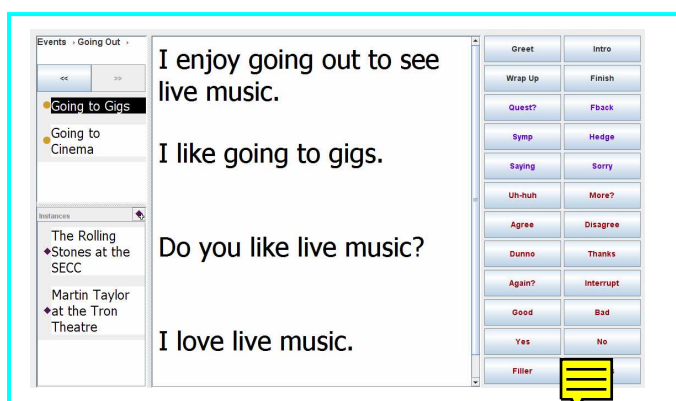 Events › Going Out ›
<< >>
Going to Gigs
Going to
Cinema
Instances
The Rolling
Stones at the
SECC
Martin Taylor
at the Tron
Theatre
I enjoy going out to see
live music.
I like going to gigs.
Do you like live music?
I love live music.
Greet Intro
Wrap Up Finish
Quest? Fback
Symp Hedge
Saying Sorry
Uh-huh More?
Agree Disagree
Dunno Thanks
Again? Interrupt
Good Bad
Yes No
Filler